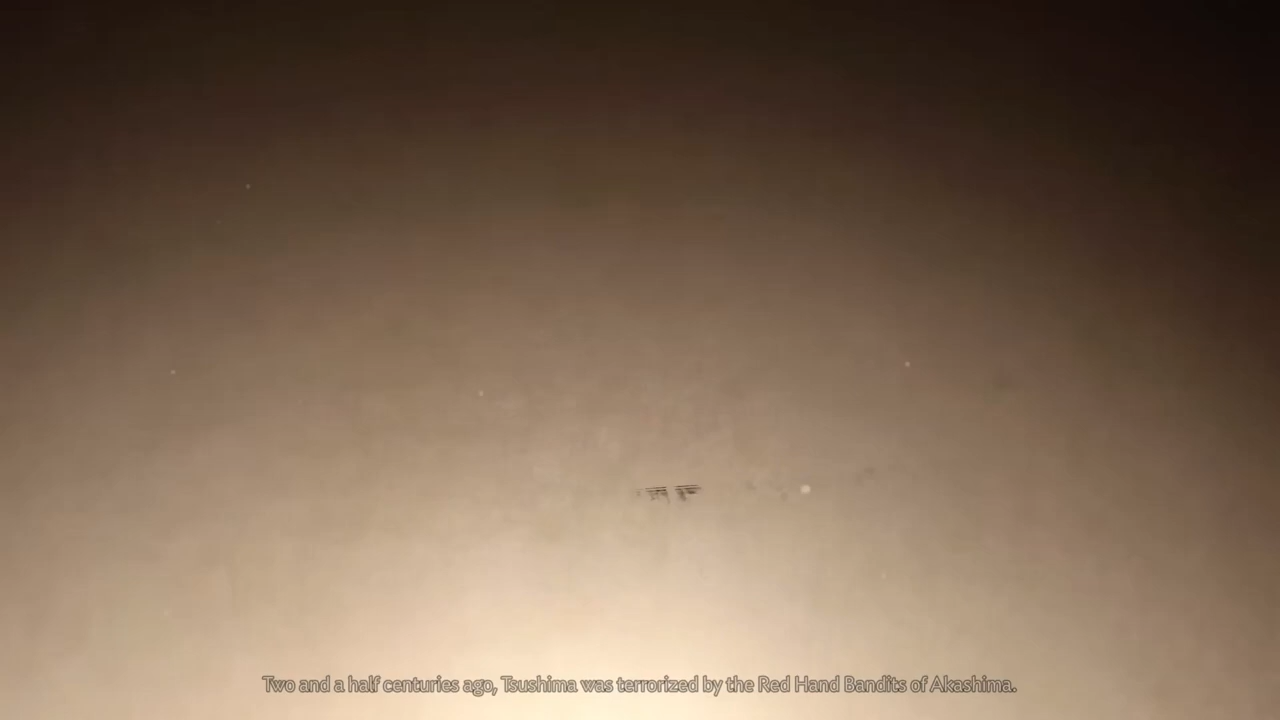 Two and a half centuries ago, Tsushima was terrorized by the Red Hand Bandits of Akashima.